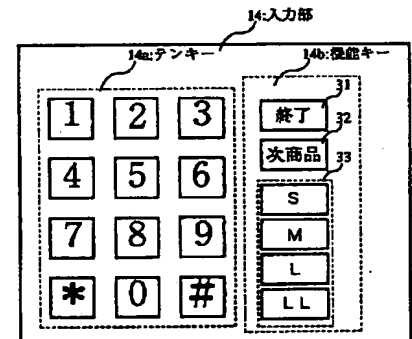 14:入力部
14a:テンキー
14b:機能キー
1 2 3
4 5 6
7 8 9
* 0 #
31
終了
32
次商品
33
S
M
L
LL